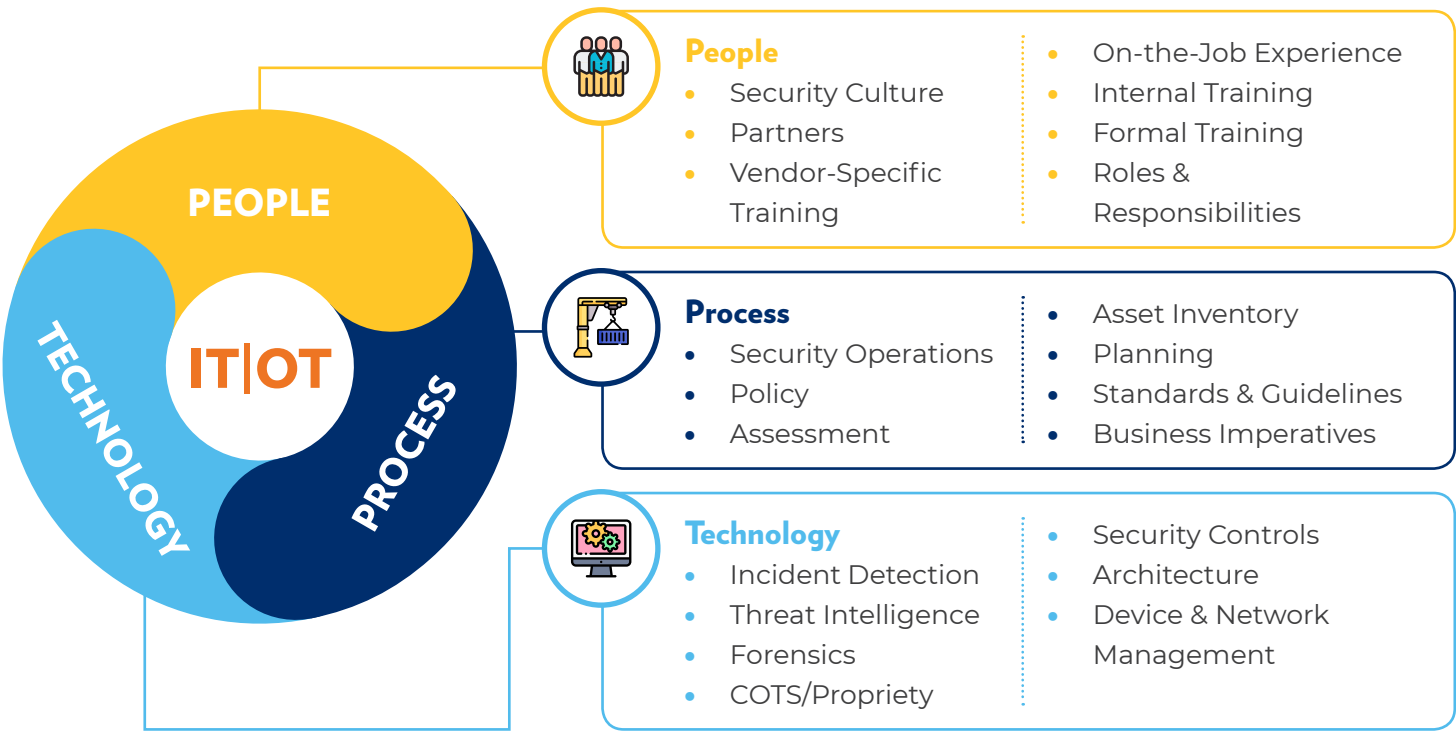 PEOPLE
TECHNOLOGY
IT|OT
PROCESS
People
• Security Culture
• Partners
• Vendor-Specific
Training
• On-the-Job Experience
• Internal Training
• Formal Training
• Roles &
Responsibilities
Process
• Security Operations
• Policy
• Assessment
• Asset Inventory
• Planning
• Standards & Guidelines
• Business Imperatives
Technology
• Incident Detection
• Threat Intelligence
• Forensics
• COTS/Propriety
• Security Controls
• Architecture
• Device & Network
Management